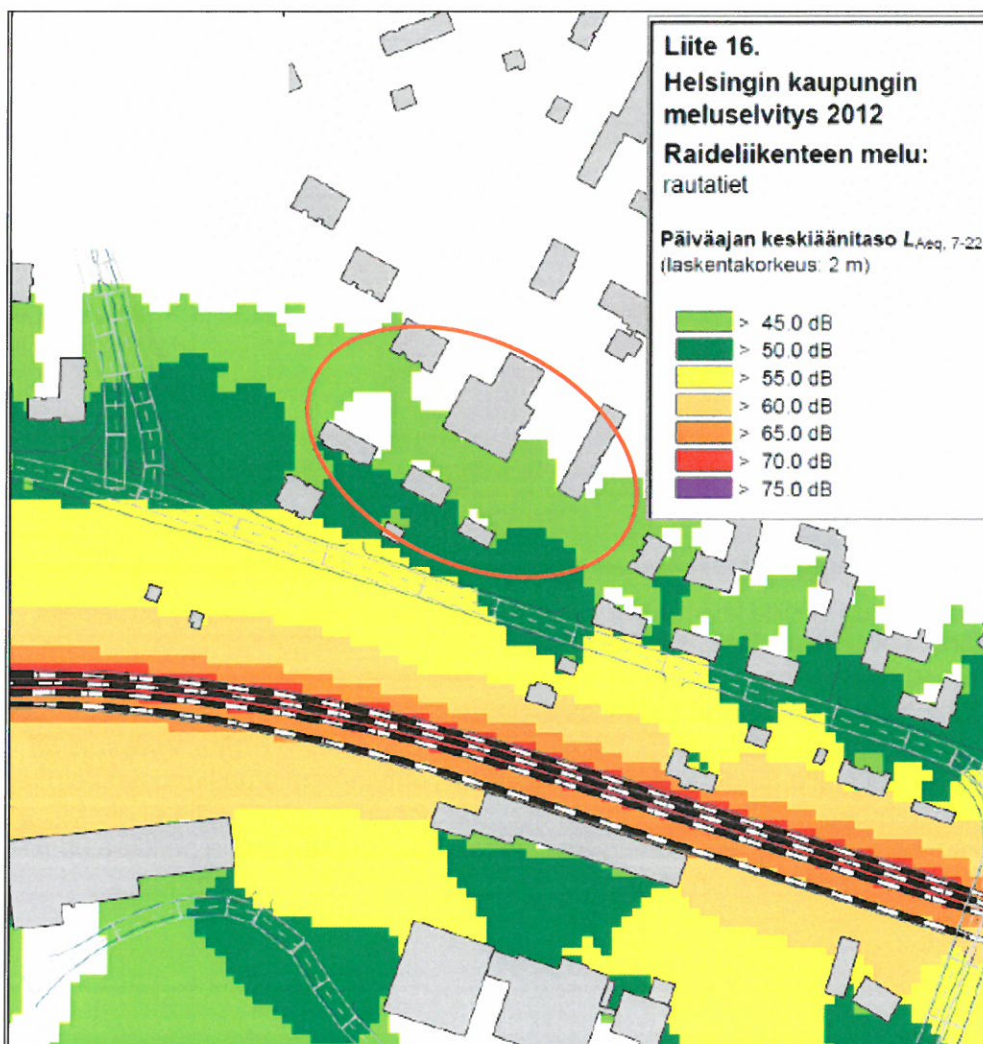 Liite 16.
Helsingin kaupungin
meluselvitys 2012
Raideliikenteen melu:
rautatiet
Päiväajan keskiäänitaso LAeq, 7-22
(laskentakorkeus: 2 m)
> 45.0 dB
> 50.0 dB
> 55.0 dB
> 60.0 dB
> 65.0 dB
> 70.0 dB
> 75.0 dB